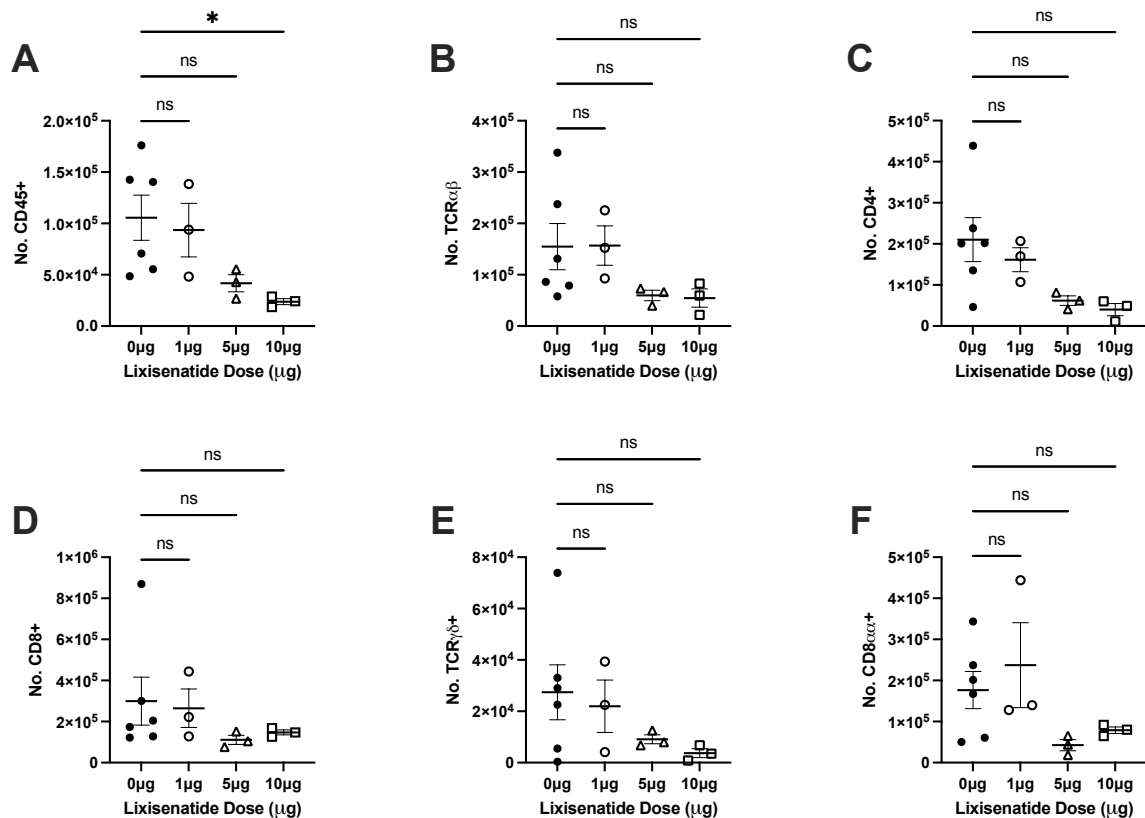 A
*
ns
ns
No. CD45+
2.0×10⁵
1.5×10⁵
1.0×10⁵
5.0×10⁴
0.0
0μg 1μg 5μg 10μg
Lixisenatide Dose (μg)
B
ns
ns
ns
No. TCRαβ
4×10⁵
3×10⁵
2×10⁵
1×10⁵
0
0μg 1μg 5μg 10μg
Lixisenatide Dose (μg)
C
ns
ns
ns
No. CD4+
5×10⁵
4×10⁵
3×10⁵
2×10⁵
1×10⁵
0
0μg 1μg 5μg 10μg
Lixisenatide Dose (μg)
D
ns
ns
ns
No. CD8+
1×10⁶
8×10⁵
6×10⁵
4×10⁵
2×10⁵
0
0μg 1μg 5μg 10μg
Lixisenatide Dose (μg)
E
ns
ns
ns
No. TCRγδ+
8×10⁴
6×10⁴
4×10⁴
2×10⁴
0
0μg 1μg 5μg 10μg
Lixisenatide Dose (μg)
F
ns
ns
ns
No. CD8αα+
5×10⁵
4×10⁵
3×10⁵
2×10⁵
1×10⁵
0
0μg 1μg 5μg 10μg
Lixisenatide Dose (μg)